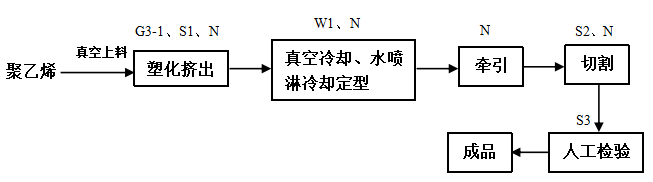 G3-1、S1、N
W1、N
N
S2、N
聚乙烯
真空上料
塑化挤出
真空冷却、水喷
淋冷却定型
牵引
切割
S3
成品
人工检验